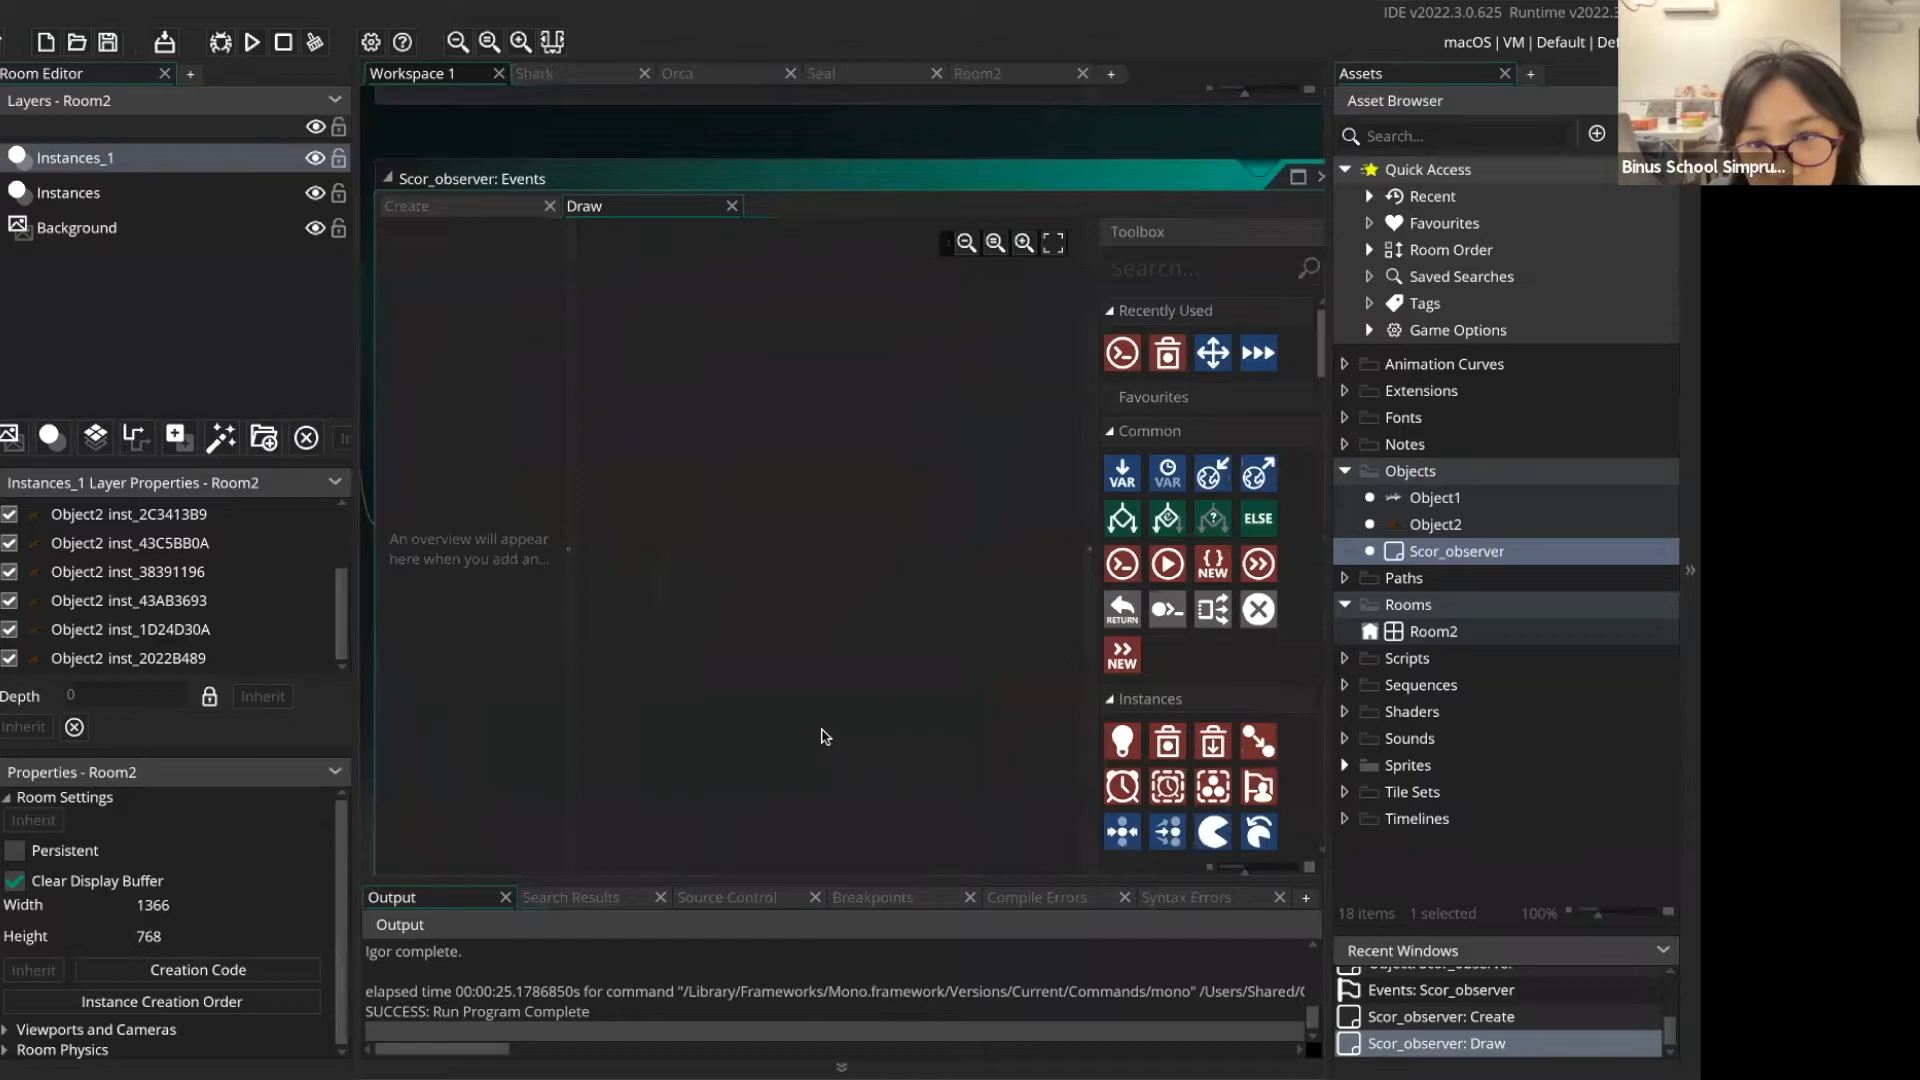 IDE v2022.3.0.625 Runtime v2022.3
macOS | VM | Default | Def
Room Editor
Workspace 1
Shark
Orca
Seal
Room2
Assets
Layers - Room2
Asset Browser
Search...
Instances_1
Instances
Background
Binus School Simpru...
Scor_observer: Events
Create
Draw
Toolbox
Search...
Recently Used
Favourites
Common
VAR
VAR
ELSE
NEW
RETURN
NEW
Instances
An overview will appear
here when you add an...
Quick Access
Recent
Favourites
Room Order
Saved Searches
Tags
Game Options
Animation Curves
Extensions
Fonts
Notes
Objects
Object1
Object2
Scor_observer
Paths
Rooms
Room2
Scripts
Sequences
Shaders
Sounds
Sprites
Tile Sets
Timelines
18 items 1 selected 100%
Recent Windows
Events: Scor_observer
Scor_observer: Create
Scor_observer: Draw
Instances_1 Layer Properties - Room2
Object2 inst_2C3413B9
Object2 inst_43C5BB0A
Object2 inst_38391196
Object2 inst_43AB3693
Object2 inst_1D24D30A
Object2 inst_2022B489
Depth 0 Inherit
Inherit
Properties - Room2
Room Settings
Inherit
Persistent
Clear Display Buffer
Width 1366
Height 768
Inherit Creation Code
Instance Creation Order
Viewports and Cameras
Room Physics
Output
Search Results
Source Control
Breakpoints
Compile Errors
Syntax Errors
Output
Igor complete.
elapsed time 00:00:25.1786850s for command "/Library/Frameworks/Mono.framework/Versions/Current/Commands/mono" /Users/Shared/
SUCCESS: Run Program Complete